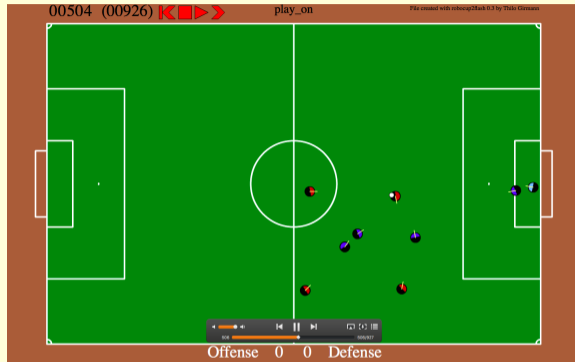 00504 (00926)
play_on
File created with robocup2flash 0.3 by Thilo Girmann
Offense 0 0 Defense